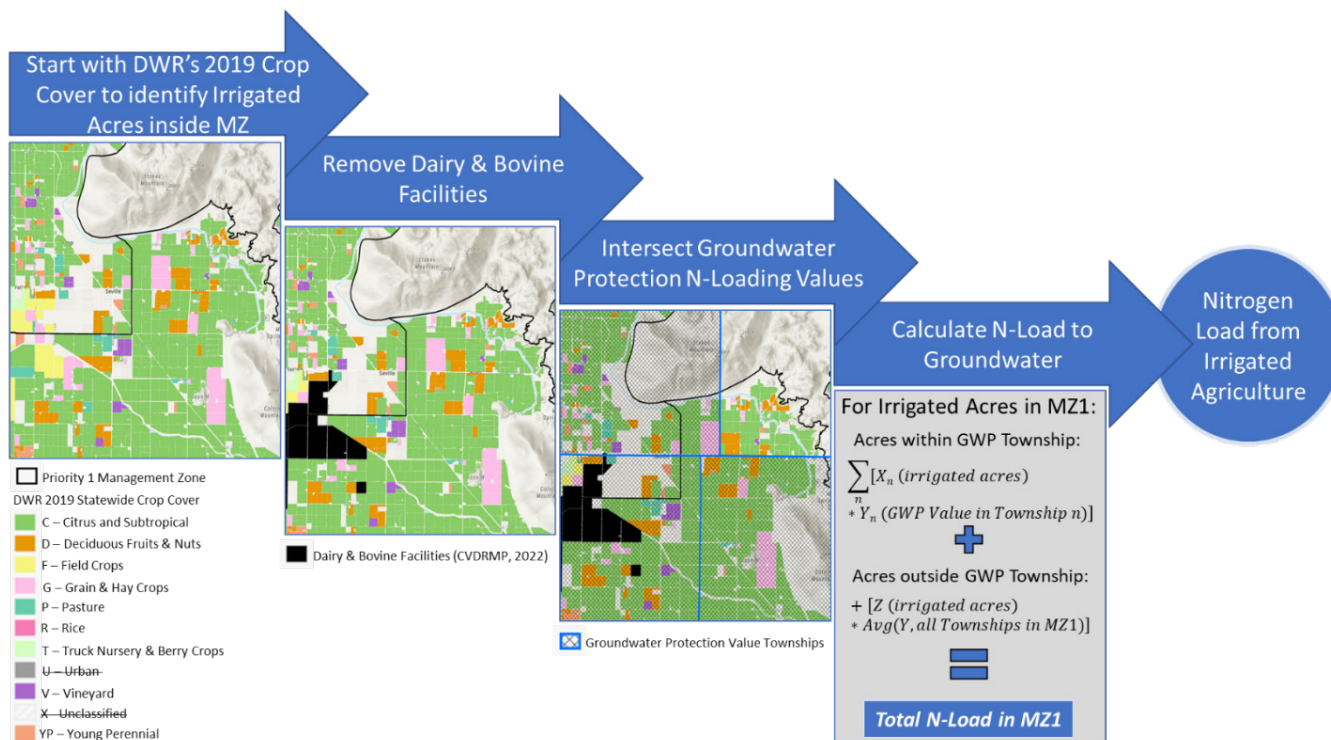 Start with DWR's 2019 Crop
Cover to identify Irrigated
Acres inside MZ
Remove Dairy & Bovine
Facilities
Intersect Groundwater
Protection N-Loading Values
Calculate N-Load to
Groundwater
Nitrogen
Load from
Irrigated
Agriculture
Stokes
Mountain
Seville
Priority 1 Management Zone
DWR 2019 Statewide Crop Cover
C – Citrus and Subtropical
D – Deciduous Fruits & Nuts
F – Field Crops
G – Grain & Hay Crops
P – Pasture
R – Rice
T – Truck Nursery & Berry Crops
U – Urban
V – Vineyard
X – Unclassified
YP – Young Perennial
Seville
Dairy & Bovine Facilities (CVDRMP, 2022)
Groundwater Protection Value Townships
For Irrigated Acres in MZ1:
Acres within GWP Township:
∑n[Xn (irrigated acres)
* Yn (GWP Value in Township n)]
+
Acres outside GWP Township:
+ [Z (irrigated acres)
* Avg(Y, all Townships in MZ1)]
=
Total N-Load in MZ1